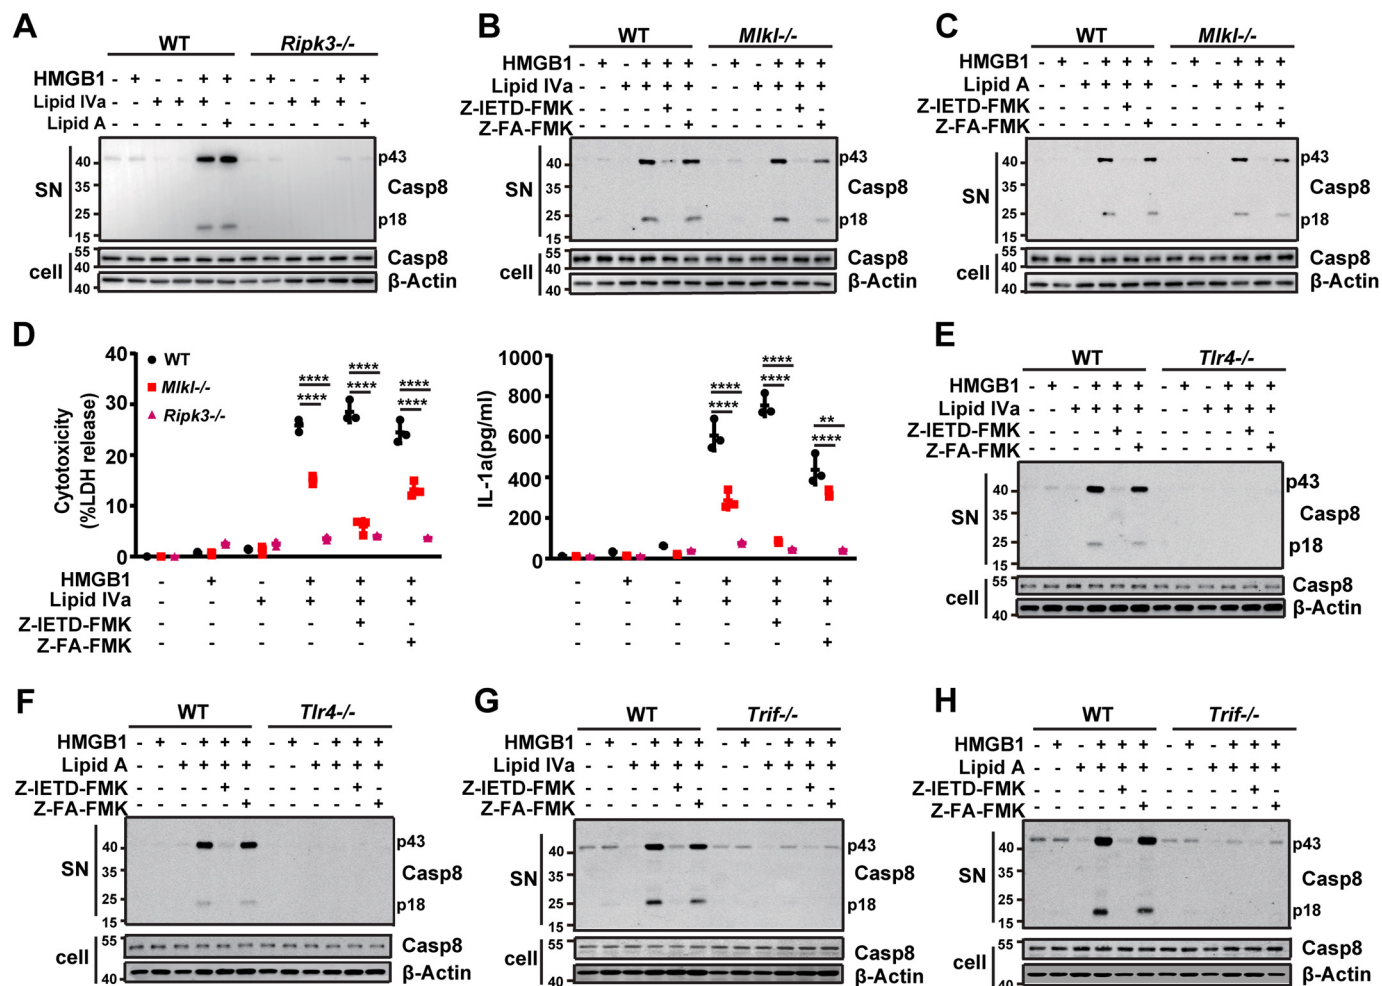 A
WT Ripk3-/-
HMGB1 - + - - + + - + - - + +
Lipid IVa - - + + + - - - + + + -
Lipid A - - - - - + - - - - - +
SN
40
35
25
15
p43
Casp8
p18
cell
55
40
Casp8
40
β-Actin
B
WT Mlkl-/-
HMGB1 - + - + + + - + - + + +
Lipid IVa - - + + + + - - + + + +
Z-IETD-FMK - - - - + - - - - - + -
Z-FA-FMK - - - - - + - - - - - +
SN
40
35
25
15
p43
Casp8
p18
cell
55
40
Casp8
40
β-Actin
C
WT Mlkl-/-
HMGB1 - + - + + + - + - + + +
Lipid A - - + + + + - - + + + +
Z-IETD-FMK - - - - + - - - - - + -
Z-FA-FMK - - - - - + - - - - - +
SN
40
35
25
15
p43
Casp8
p18
cell
55
40
Casp8
40
β-Actin
D
Cytotoxicity
(%LDH release)
40
30
20
10
0
WT
Mlkl-/-
Ripk3-/-
**** **** ****
**** **** ****
HMGB1 - + - + + +
Lipid IVa - - + + + +
Z-IETD-FMK - - - - + -
Z-FA-FMK - - - - - +
IL-1a(pg/ml)
1000
800
600
400
200
0
**** **** **
**** **** ****
- + - + + +
- - + + + +
- - - - + -
- - - - - +
E
WT Tlr4-/-
HMGB1 - + - + + + - + - + + +
Lipid IVa - - + + + + - - + + + +
Z-IETD-FMK - - - - + - - - - - + -
Z-FA-FMK - - - - - + - - - - - +
SN
40
35
25
15
p43
Casp8
p18
cell
55
40
Casp8
β-Actin
F
WT Tlr4-/-
HMGB1 - + - + + + - + - + + +
Lipid A - - + + + + - - + + + +
Z-IETD-FMK - - - - + - - - - - + -
Z-FA-FMK - - - - - + - - - - - +
SN
40
35
25
15
p43
Casp8
p18
cell
55
40
Casp8
β-Actin
G
WT Trif-/-
HMGB1 - + - + + + - + - + + +
Lipid IVa - - + + + + - - + + + +
Z-IETD-FMK - - - - + - - - - - + -
Z-FA-FMK - - - - - + - - - - - +
SN
40
35
25
15
p43
Casp8
p18
cell
55
40
Casp8
β-Actin
H
WT Trif-/-
HMGB1 - + - + + + - + - + + +
Lipid A - - + + + + - - + + + +
Z-IETD-FMK - - - - + - - - - - + -
Z-FA-FMK - - - - - + - - - - - +
SN
40
35
25
15
p43
Casp8
p18
cell
55
40
Casp8
β-Actin